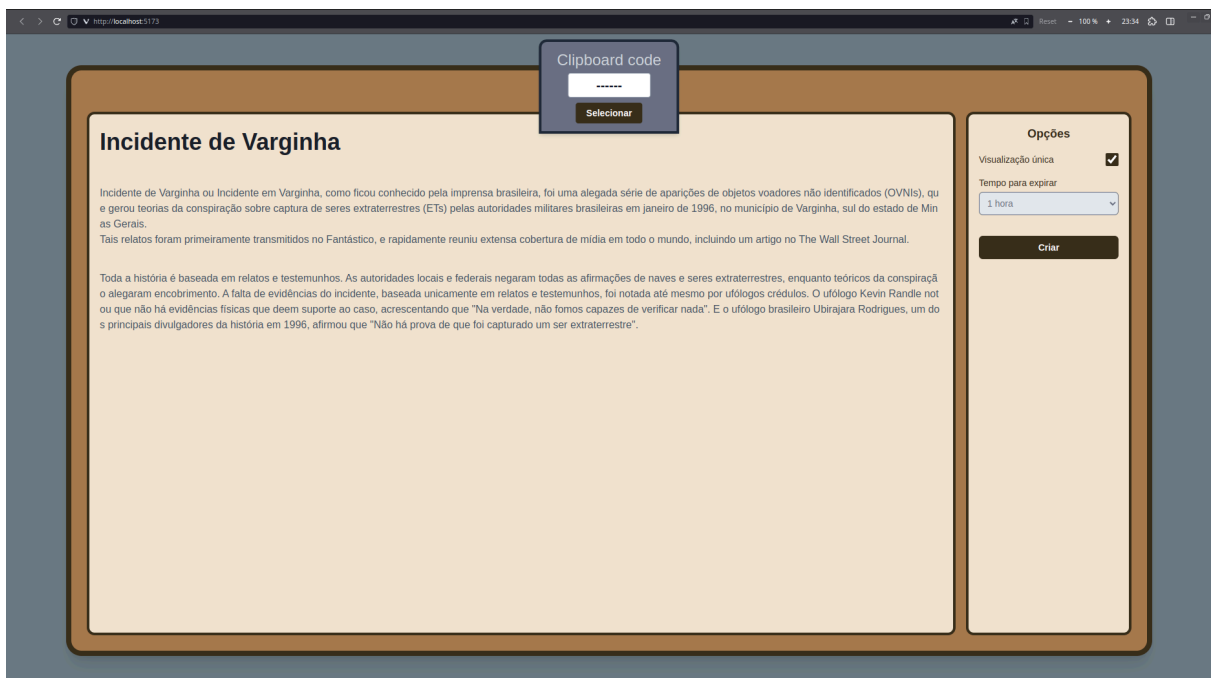 http://localhost:5173
Reset - 100 % + 23:34
Clipboard code
------
Selecionar
Incidente de Varginha
Incidente de Varginha ou Incidente em Varginha, como ficou conhecido pela imprensa brasileira, foi uma alegada série de aparições de objetos voadores não identificados (OVNIs), qu
e gerou teorias da conspiração sobre captura de seres extraterrestres (ETs) pelas autoridades militares brasileiras em janeiro de 1996, no município de Varginha, sul do estado de Min
as Gerais.
Tais relatos foram primeiramente transmitidos no Fantástico, e rapidamente reuniu extensa cobertura de mídia em todo o mundo, incluindo um artigo no The Wall Street Journal.
Toda a história é baseada em relatos e testemunhos. As autoridades locais e federais negaram todas as afirmações de naves e seres extraterrestres, enquanto teóricos da conspiraçã
o alegaram encobrimento. A falta de evidências do incidente, baseada unicamente em relatos e testemunhos, foi notada até mesmo por ufólogos crédulos. O ufólogo Kevin Randle not
ou que não há evidências físicas que deem suporte ao caso, acrescentando que "Na verdade, não fomos capazes de verificar nada". E o ufólogo brasileiro Ubirajara Rodrigues, um do
s principais divulgadores da história em 1996, afirmou que "Não há prova de que foi capturado um ser extraterrestre".
Opções
Visualização única
Tempo para expirar
1 hora
Criar